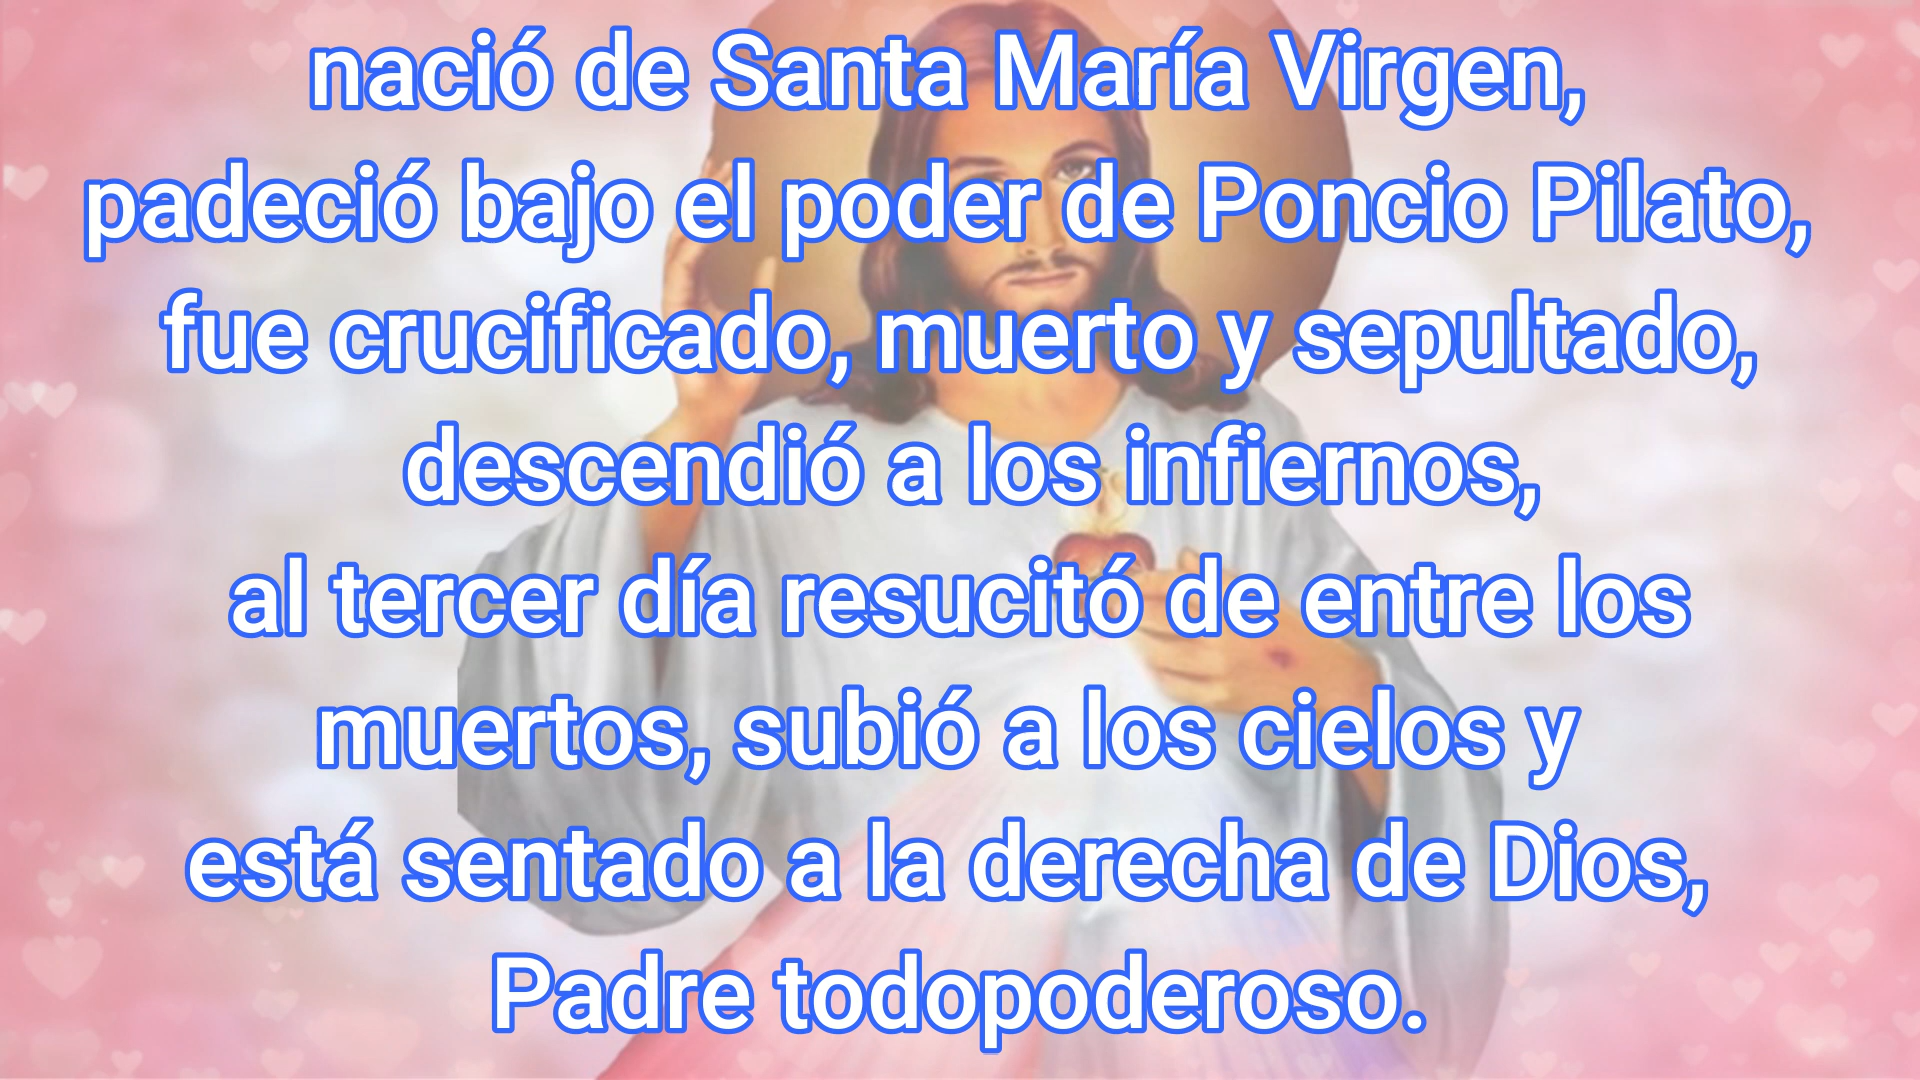 nació de Santa María Virgen,
padeció bajo el poder de Poncio Pilato,
fue crucificado, muerto y sepultado,
descendió a los infiernos,
al tercer día resucitó de entre los
muertos, subió a los cielos y
está sentado a la derecha de Dios,
Padre todopoderoso.